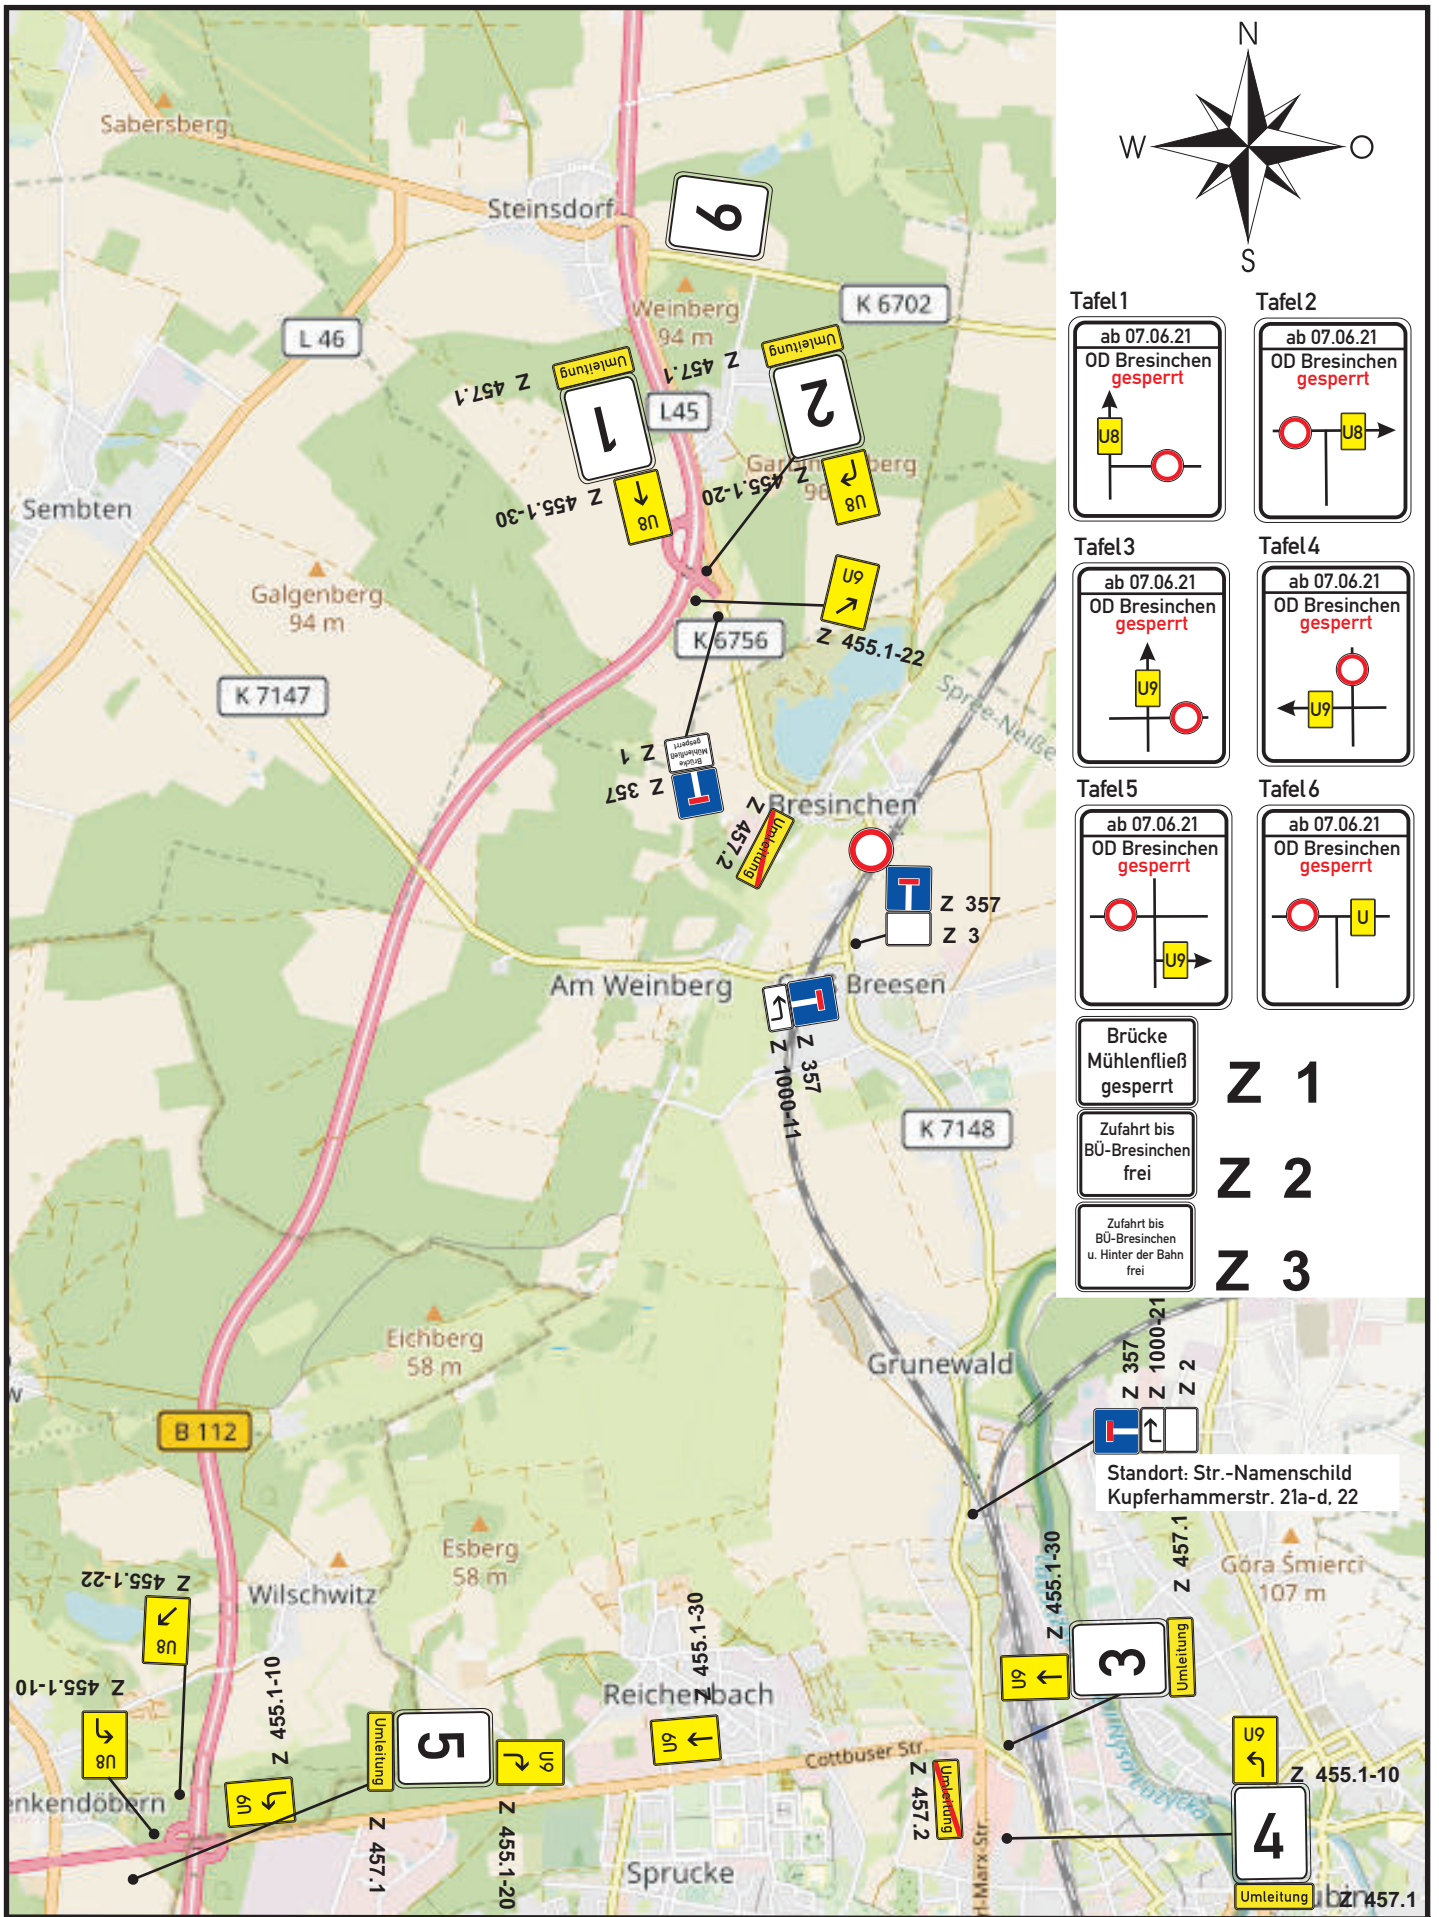 N
W
O
S
Sabersberg
Steinsdorf
9
K 6702
Weinberg
94 m
L 46
Umleitung
Z 457.1
1
Z 455.1-30
U8
L45
Z 457.1
Umleitung
2
Z 455.1-20
U8
Sembten
Galgenberg
94 m
U9
Z 455.1-22
K 6756
K 7147
Spree-Neiße
Brücke
Mühlenfließ
gesperrt
Z 1
Z 357
Z 457.2
Umleitung
Bresinchen
Z 357
Z 3
Am Weinberg
Breesen
Z 357
Z 1000-11
K 7148
Tafel 1
ab 07.06.21
OD Bresinchen
gesperrt
U8
Tafel 2
ab 07.06.21
OD Bresinchen
gesperrt
U8
Tafel 3
ab 07.06.21
OD Bresinchen
gesperrt
U9
Tafel 4
ab 07.06.21
OD Bresinchen
gesperrt
U9
Tafel 5
ab 07.06.21
OD Bresinchen
gesperrt
U9
Tafel 6
ab 07.06.21
OD Bresinchen
gesperrt
U
Brücke
Mühlenfließ
gesperrt
Z 1
Zufahrt bis
BÜ-Bresinchen
frei
Z 2
Zufahrt bis
BÜ-Bresinchen
u. Hinter der Bahn
frei
Z 3
Eichberg
58 m
Grunewald
Z 357
Z 1000-21
Z 2
B 112
Standort: Str.-Namenschild
Kupferhammerstr. 21a-d, 22
Esberg
58 m
Wilschwitz
Góra Śmierci
107 m
Z 455.1-22
U8
Z 455.1-10
U8
Z 455.1-10
U9
Umleitung
5
U9
Z 457.1
Z 455.1-20
Reichenbach
Z 455.1-30
U9
Z 455.1-30
Z 457.1
U9
3
Umleitung
Cottbuser Str.
Z 457.2
Umleitung
U9
Z 455.1-10
4
Umleitung
Z 457.1
enkendöbern
Sprucke
rl-Marx-Str.